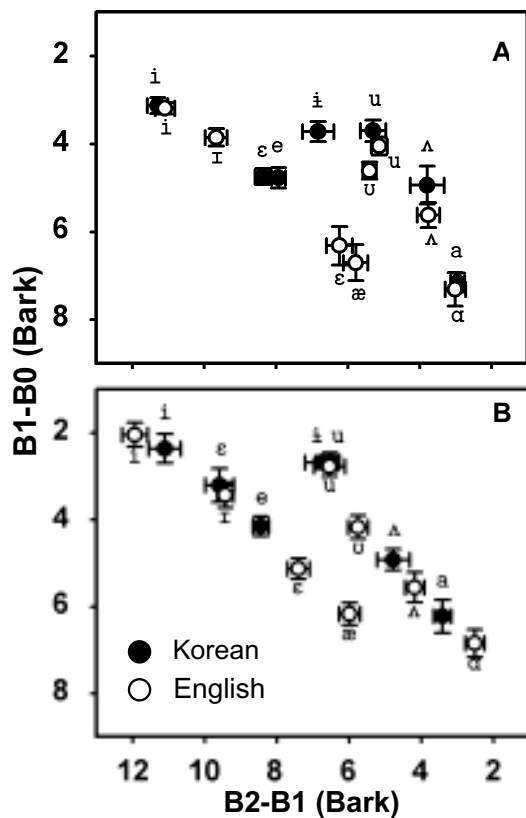 A
2
i
ɨ
u
4
i
ɪ
ɛ e
ʊ
u
ʌ
6
ʌ
ɛ
æ
a
8
ɑ
B1-B0 (Bark)
B
2
i
ɨ u
i
ɛ
u
4
ɪ
e
ʊ
ʌ
ɛ
a
6
ʌ
æ
ɑ
Korean
English
8
12 10 8 6 4 2
B2-B1 (Bark)